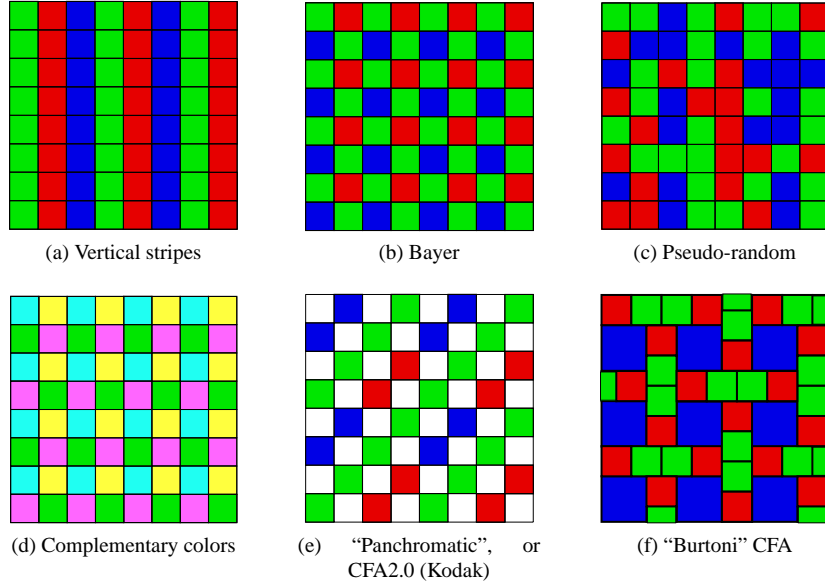 (a) Vertical stripes
(b) Bayer
(c) Pseudo-random
(d) Complementary colors
(e) “Panchromatic”, or
CFA2.0 (Kodak)
(f) “Burtoni” CFA